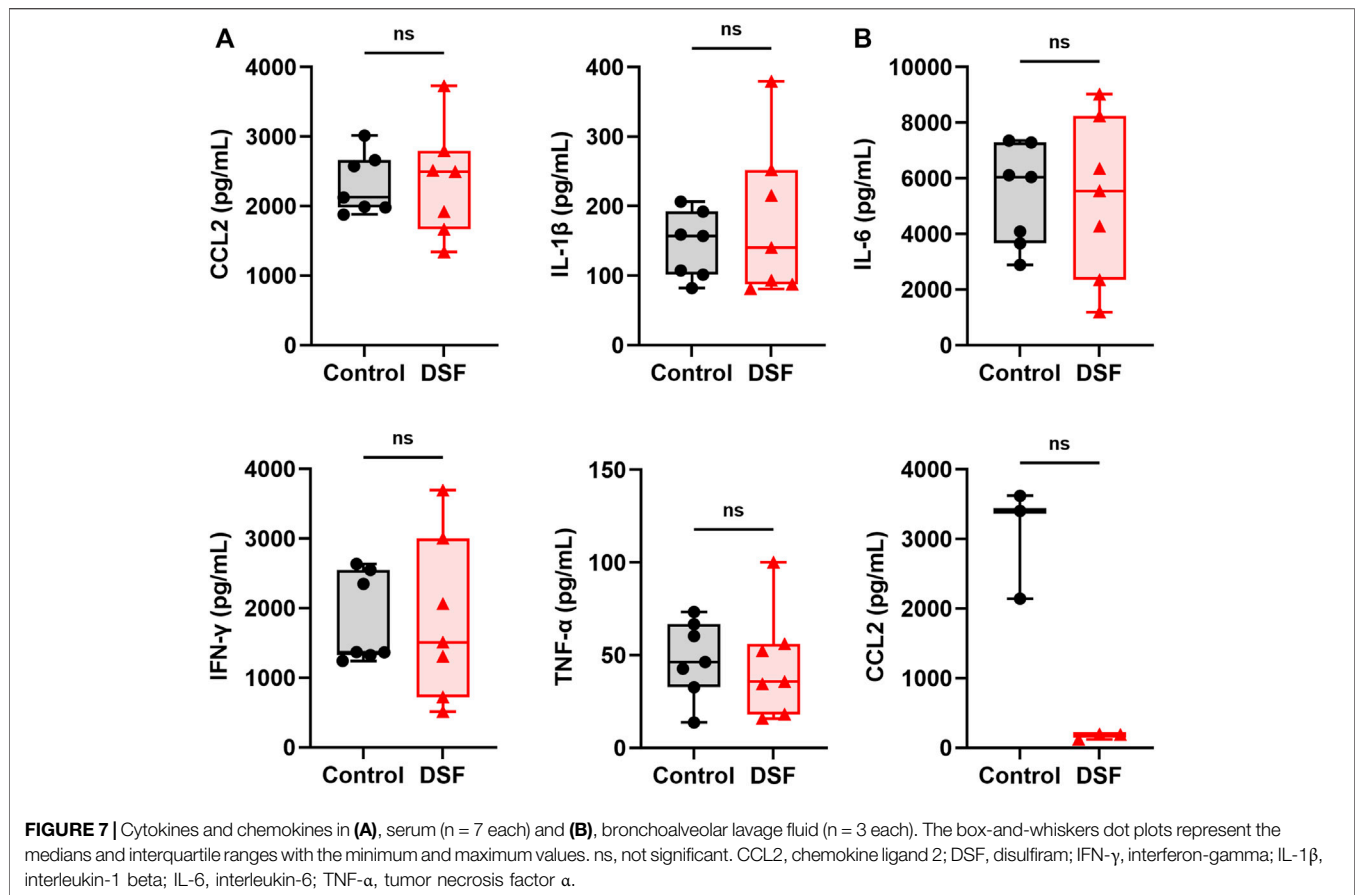 A
ns
4000
3000
2000
1000
0
CCL2 (pg/mL)
Control DSF
ns
400
300
200
100
0
IL-1β (pg/mL)
Control DSF
B
ns
10000
8000
6000
4000
2000
0
IL-6 (pg/mL)
Control DSF
ns
4000
3000
2000
1000
0
IFN-γ (pg/mL)
Control DSF
ns
150
100
50
0
TNF-α (pg/mL)
Control DSF
ns
4000
3000
2000
1000
0
CCL2 (pg/mL)
Control DSF
FIGURE 7 | Cytokines and chemokines in (A), serum (n = 7 each) and (B), bronchoalveolar lavage fluid (n = 3 each). The box-and-whiskers dot plots represent the
medians and interquartile ranges with the minimum and maximum values. ns, not significant. CCL2, chemokine ligand 2; DSF, disulfiram; IFN-γ, interferon-gamma; IL-1β,
interleukin-1 beta; IL-6, interleukin-6; TNF-α, tumor necrosis factor α.